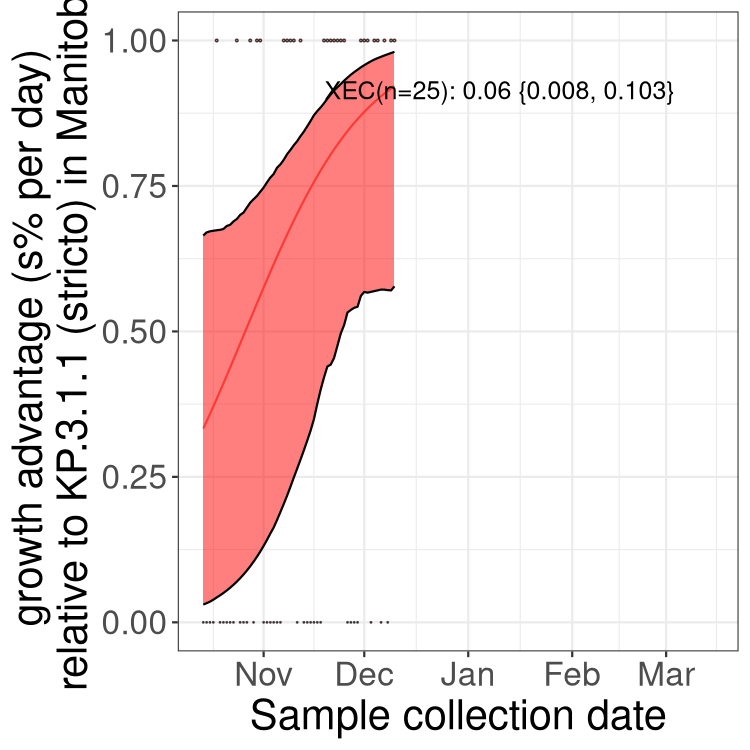 growth advantage (s% per day)
relative to KP.3.1.1 (stricto) in Manitob
1.00
0.75
0.50
0.25
0.00
XEC(n=25): 0.06 {0.008, 0.103}
Nov Dec Jan Feb Mar
Sample collection date